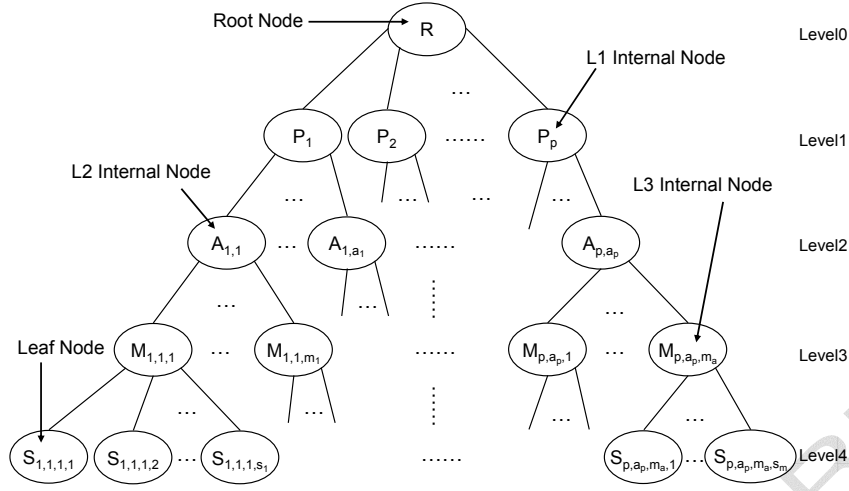 Root Node
R
Level0
L1 Internal Node
...
P₁ P₂ ...... Pₚ
Level1
L2 Internal Node
L3 Internal Node
... ... ... ...
A₁,₁ ... A₁,ₐ₁ ...... Aₚ,ₐₚ
Level2
... ... ...... ...
Leaf Node
M₁,₁,₁ ... M₁,₁,ₘ₁ Mₚ,ₐₚ,₁ ... Mₚ,ₐₚ,ₘₐ
Level3
... ... ...... ... ...
S₁,₁,₁,₁ S₁,₁,₁,₂ ... S₁,₁,₁,ₛ₁ ...... Sₚ,ₐₚ,ₘₐ,₁ ... Sₚ,ₐₚ,ₘₐ,ₛₘ
Level4